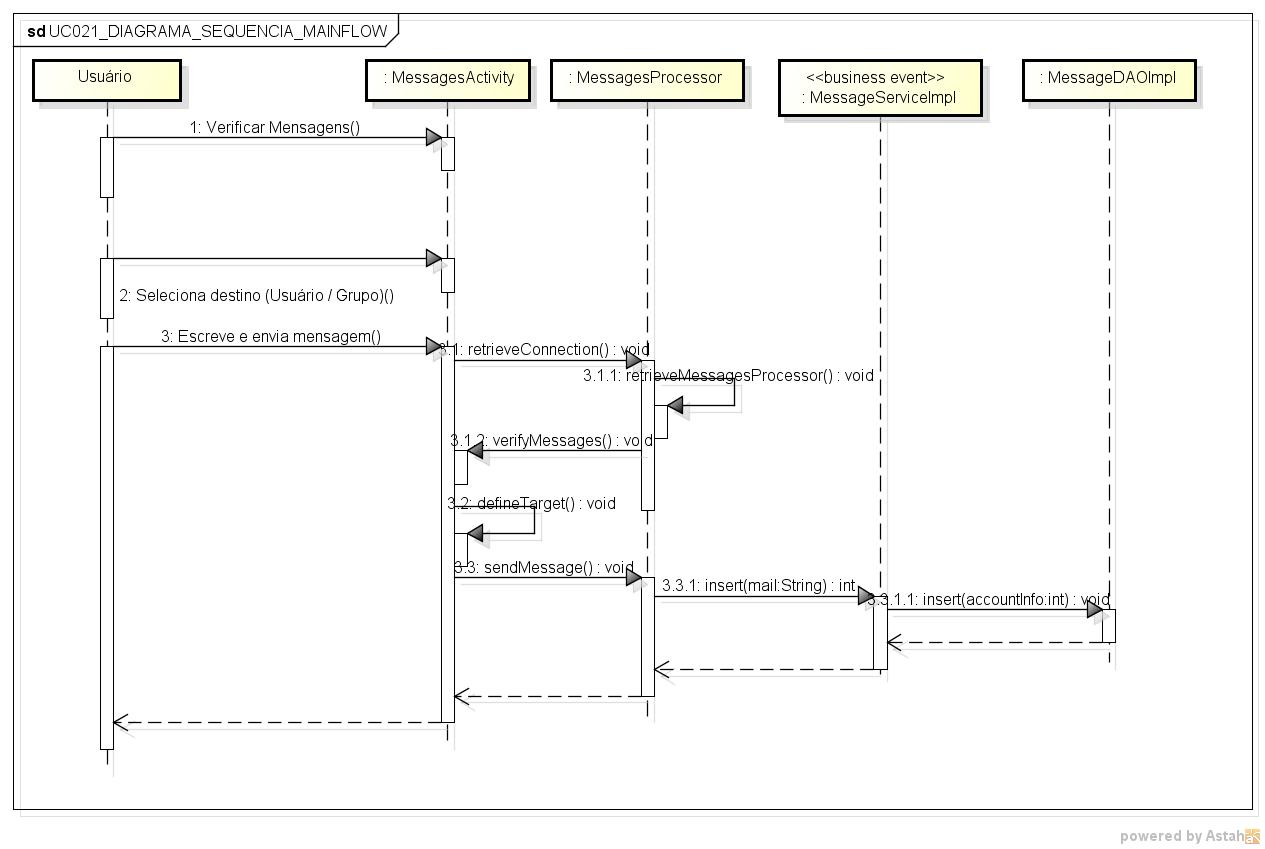 sd UC021_DIAGRAMA_SEQUENCIA_MAINFLOW
Usuário
: MessagesActivity
: MessagesProcessor
<<business event>>
: MessageServiceImpl
: MessageDAOImpl
1: Verificar Mensagens()
2: Seleciona destino (Usuário / Grupo)()
3: Escreve e envia mensagem()
3.1: retrieveConnection() : void
3.1.1: retrieveMessagesProcessor() : void
3.1.2: verifyMessages() : void
3.2: defineTarget() : void
3.3: sendMessage() : void
3.3.1: insert(mail:String) : int
3.3.1.1: insert(accountInfo:int) : void
powered by Astah